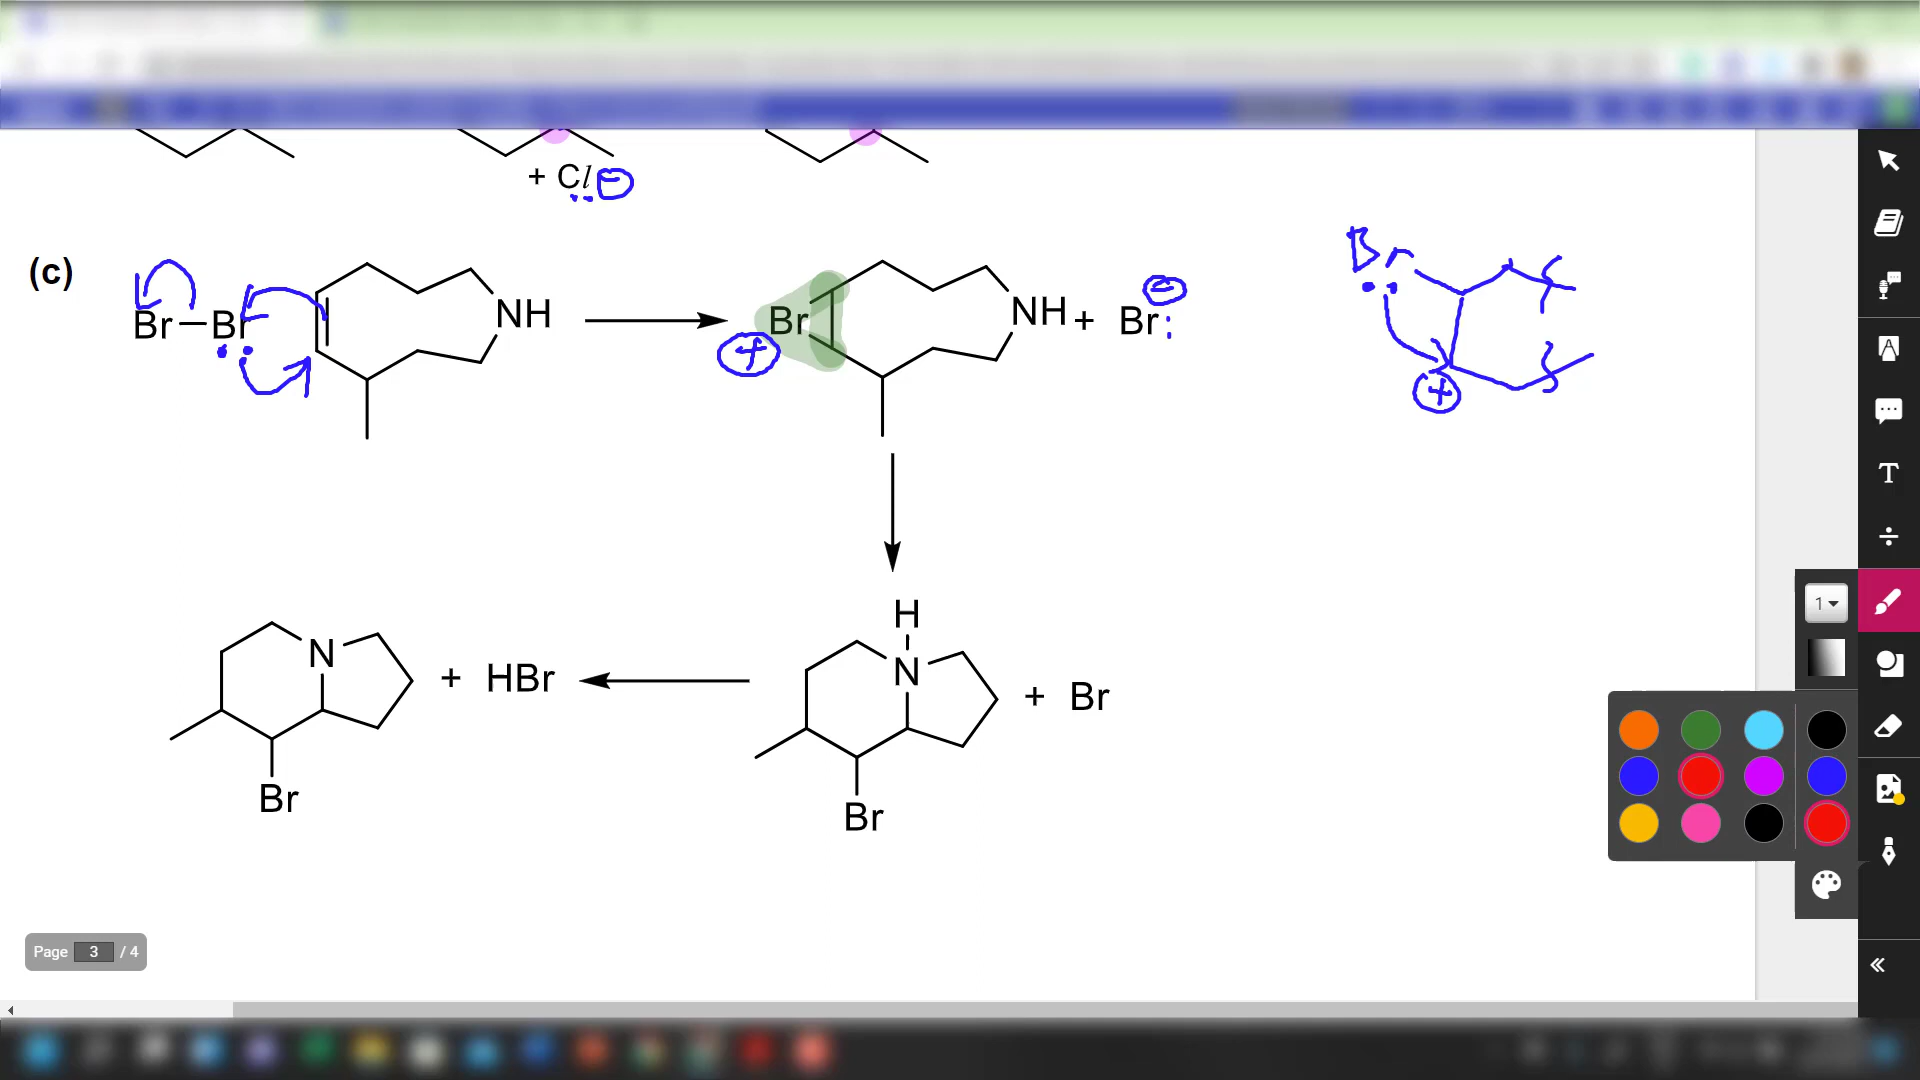 + Cl⊖
(c)
Br—Br
NH
Br
⊕
NH + Br: ⊖
Br
⊕
H
N
+ HBr
N
+ Br
Br
Br
T
÷
1
Page 3 / 4
«